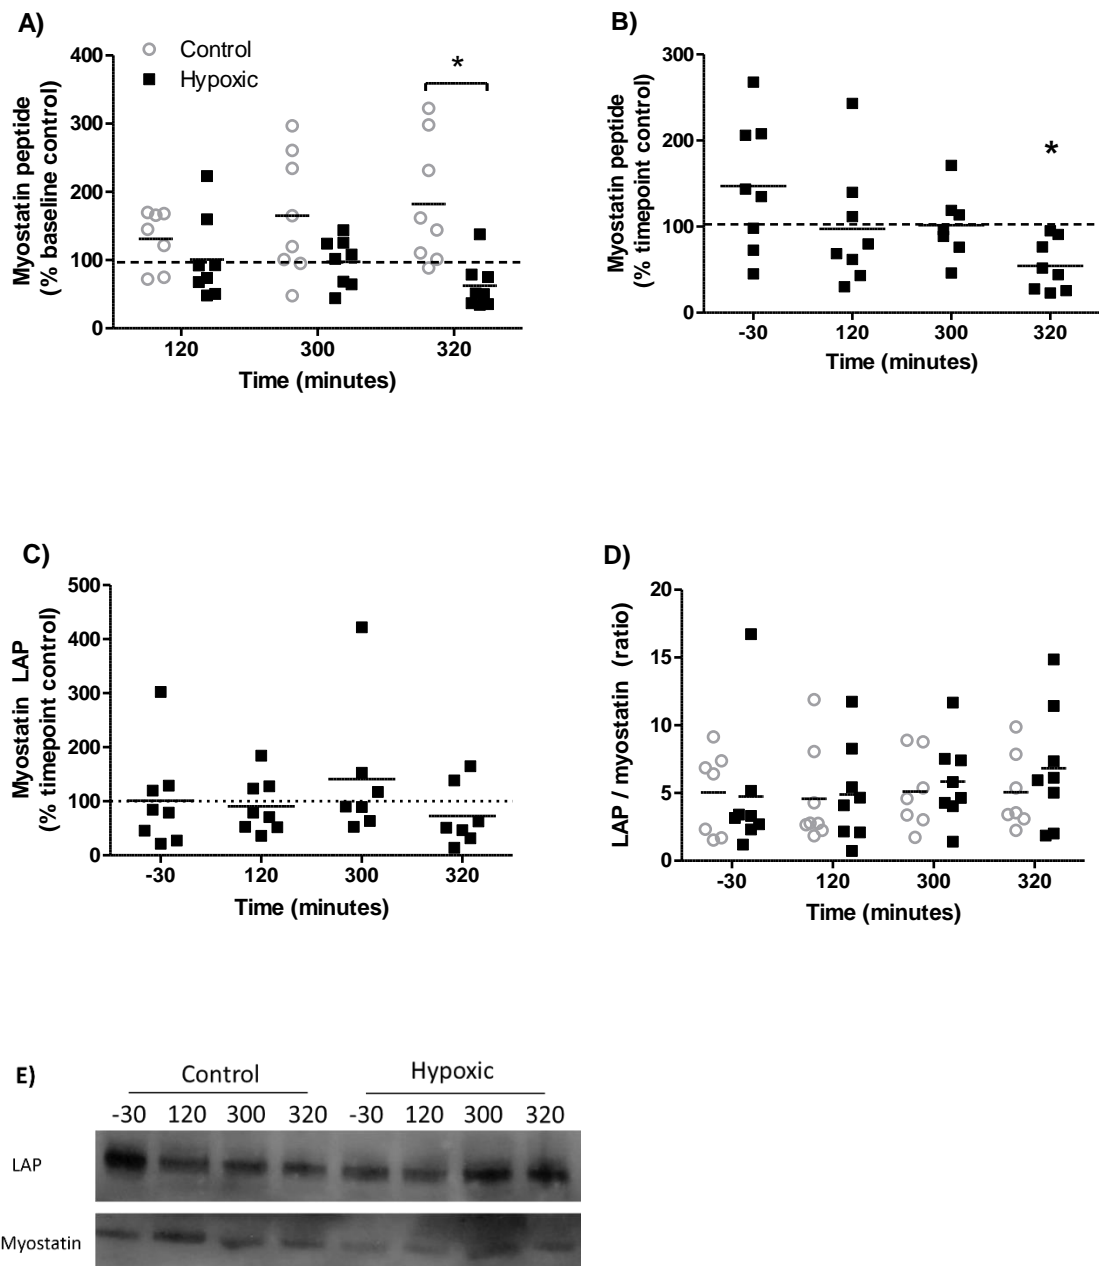 A)
Control
Hypoxic
*
Myostatin peptide
(% baseline control)
400
300
200
100
0
120 300 320
Time (minutes)
B)
*
Myostatin peptide
(% timepoint control)
300
200
100
0
-30 120 300 320
Time (minutes)
C)
Myostatin LAP
(% timepoint control)
500
400
300
200
100
0
-30 120 300 320
Time (minutes)
D)
LAP / myostatin (ratio)
20
15
10
5
0
-30 120 300 320
Time (minutes)
E)
Control Hypoxic
-30 120 300 320 -30 120 300 320
LAP
Myostatin